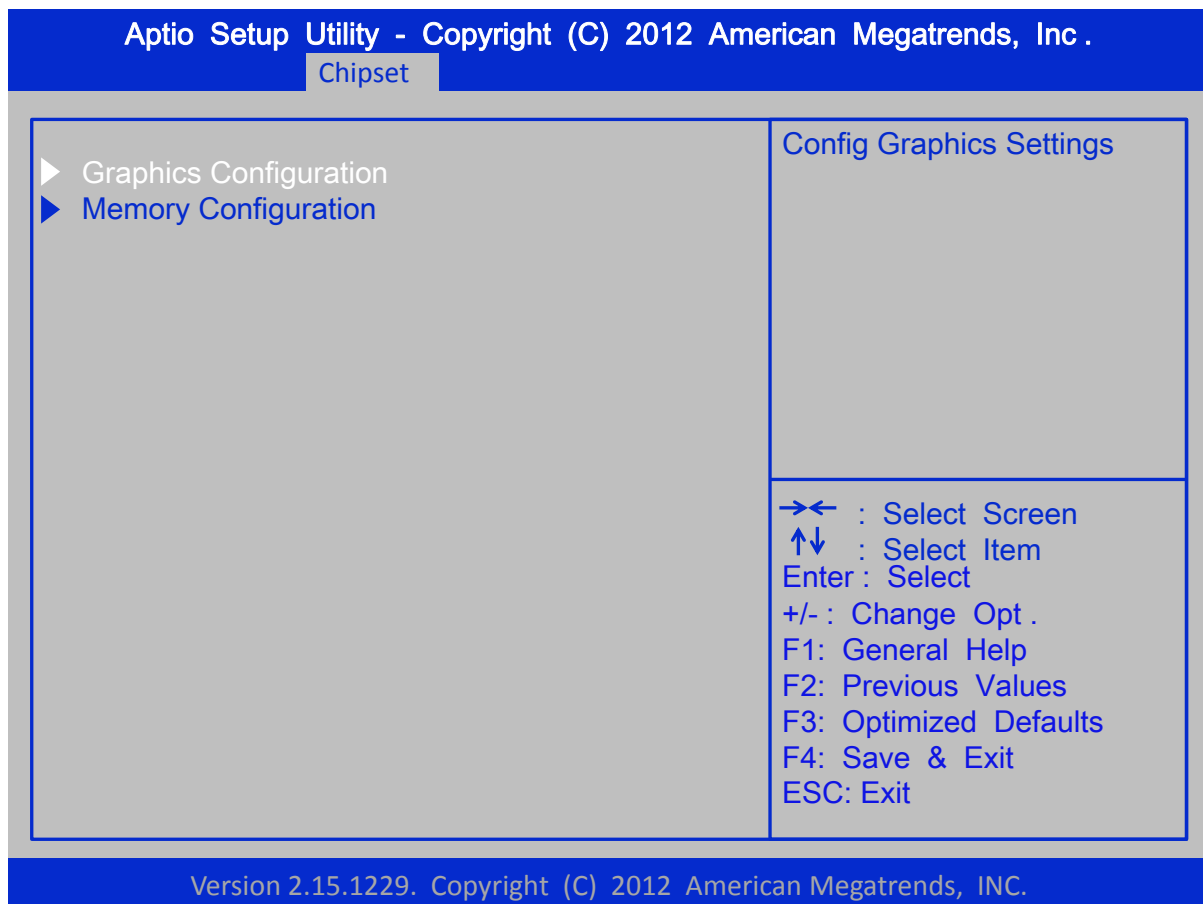 Aptio Setup Utility - Copyright (C) 2012 American Megatrends, Inc .
Chipset
Graphics Configuration
Memory Configuration
Config Graphics Settings
→← : Select Screen
↑↓ : Select Item
Enter : Select
+/- : Change Opt .
F1: General Help
F2: Previous Values
F3: Optimized Defaults
F4: Save & Exit
ESC: Exit
Version 2.15.1229. Copyright (C) 2012 American Megatrends, INC.